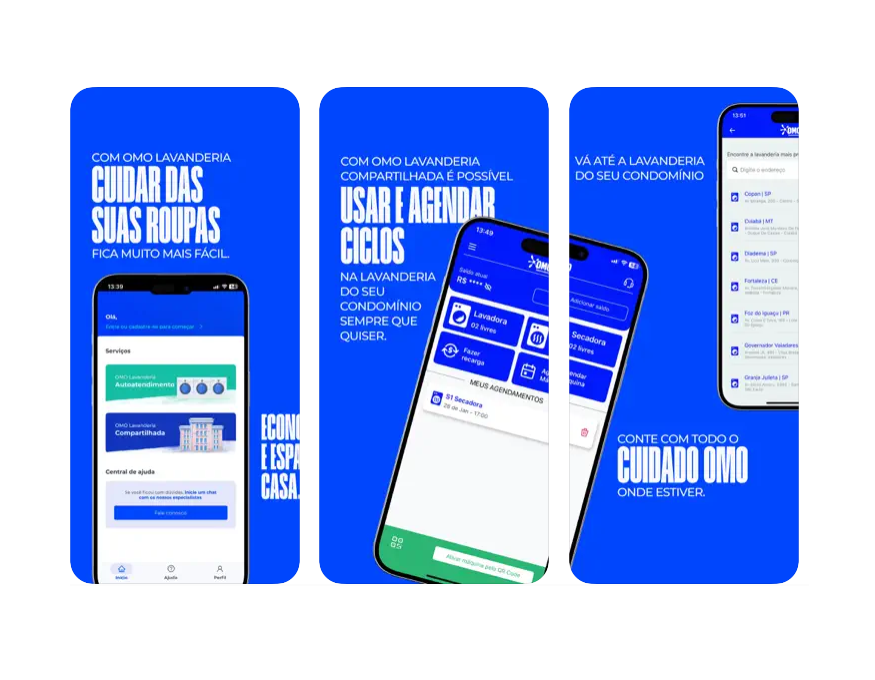 COM OMO LAVANDERIA
CUIDAR DAS
SUAS ROUPAS
FICA MUITO MAIS FÁCIL.
13:39
Olá,
Entre ou cadastre-se para começar
Serviços
OMO Lavanderia
Autoatendimento
OMO Lavanderia
Compartilhada
Central de ajuda
Se você ficou com dúvidas, inicie um chat
com os nossos especialistas
Fale conosco
Início
Ajuda
Perfil
ECONO
E ESPA
CASA.
COM OMO LAVANDERIA
COMPARTILHADA É POSSÍVEL
USAR E AGENDAR
CICLOS
NA LAVANDERIA
DO SEU
CONDOMÍNIO
SEMPRE QUE
QUISER.
13:49
OMO
Saldo atual
R$ ****
Adicionar saldo
Lavadora
02 livres
Secadora
02 livres
Fazer
recarga
MEUS AGENDAMENTOS
S1 Secadora
28 de Jan - 17:00
Ativar máquina pelo QR Code
VÁ ATÉ A LAVANDERIA
DO SEU CONDOMÍNIO
13:51
OMO
Encontre a lavanderia mais pr
Digite o endereço
Copan | SP
Cuiabá | MT
Diadema | SP
Fortaleza | CE
Foz do Iguaçu | PR
Governador Valadares
Granja Juliana | SP
CONTE COM TODO O
CUIDADO OMO
ONDE ESTIVER.